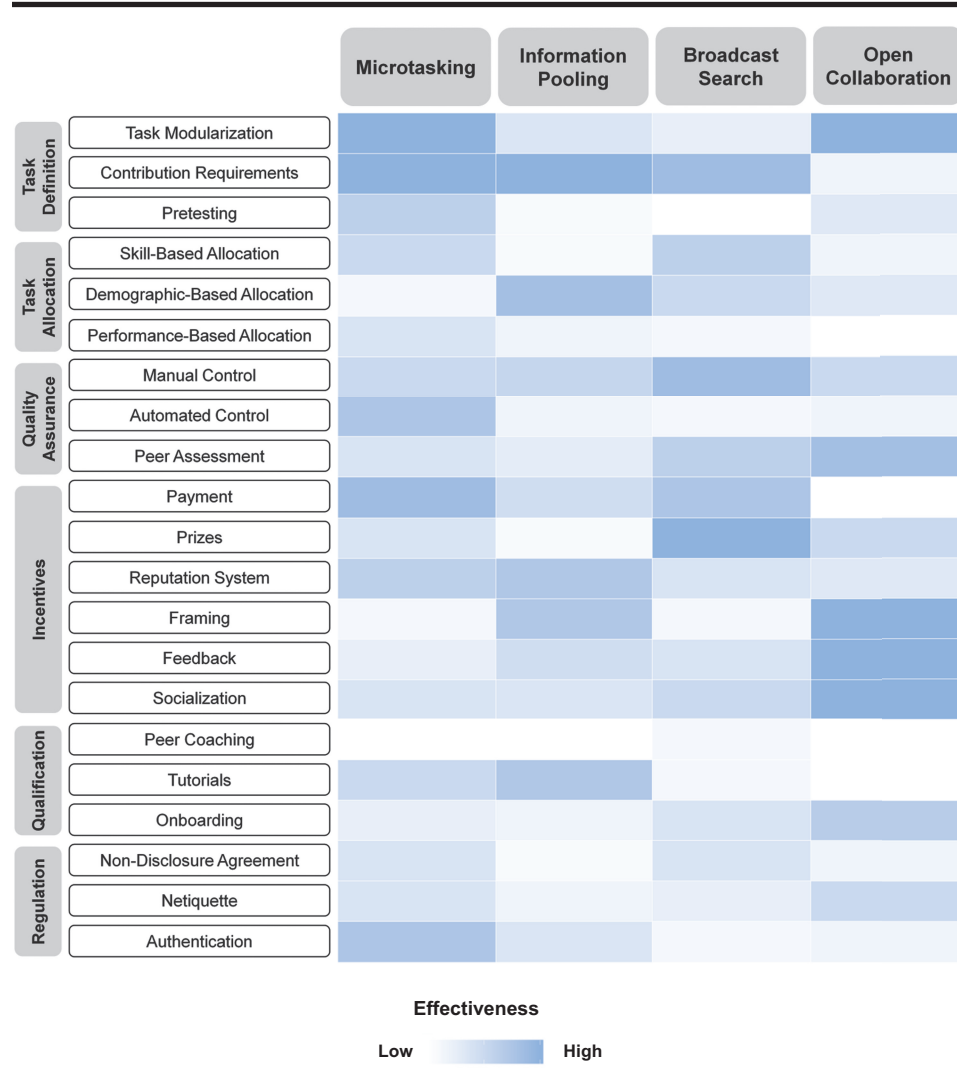 Microtasking
Information
Pooling
Broadcast
Search
Open
Collaboration
Task
Definition
Task Modularization
Contribution Requirements
Pretesting
Task
Allocation
Skill-Based Allocation
Demographic-Based Allocation
Performance-Based Allocation
Quality
Assurance
Manual Control
Automated Control
Peer Assessment
Incentives
Payment
Prizes
Reputation System
Framing
Feedback
Socialization
Qualification
Peer Coaching
Tutorials
Onboarding
Regulation
Non-Disclosure Agreement
Netiquette
Authentication
Effectiveness
Low
High